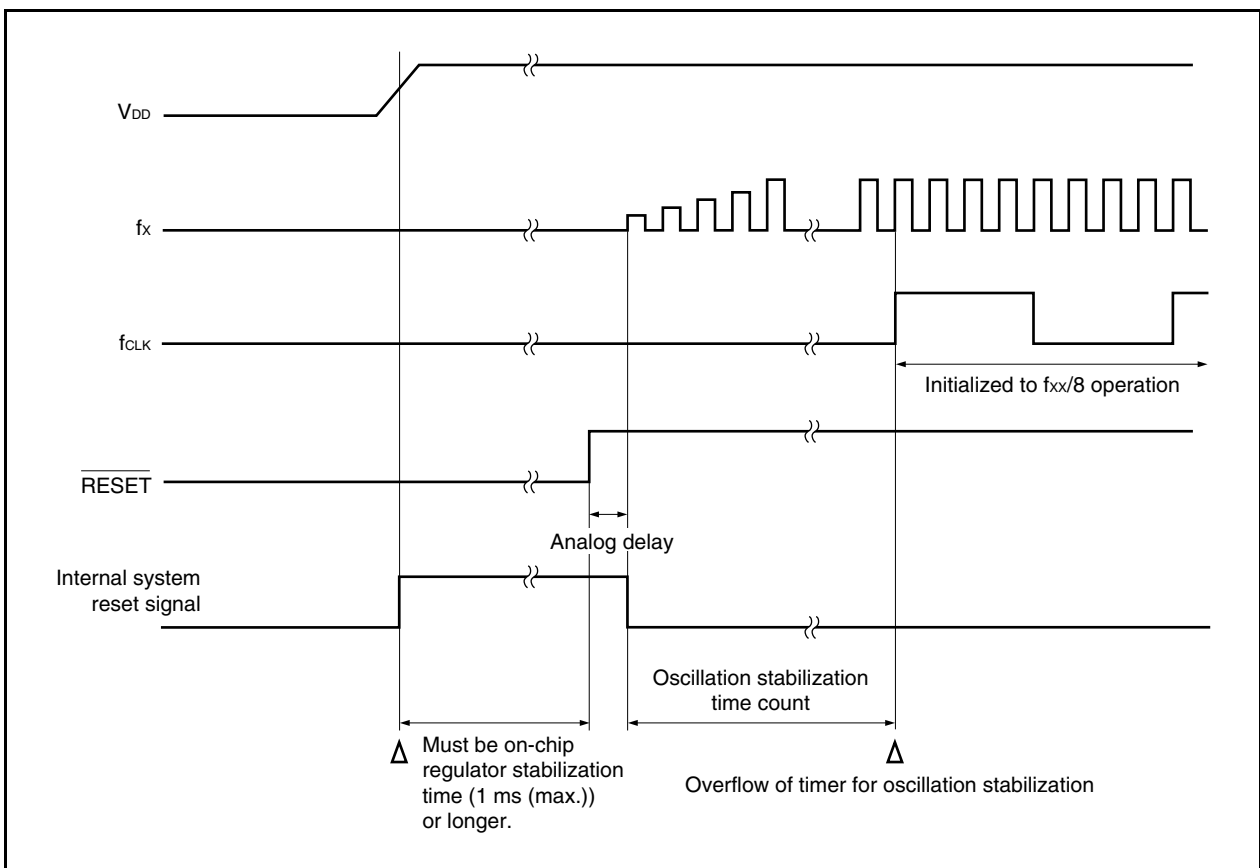 VDD
fX
fCLK
Initialized to fXX/8 operation
RESET
Analog delay
Internal system
reset signal
Oscillation stabilization
time count
Must be on-chip
regulator stabilization
time (1 ms (max.))
or longer.
Overflow of timer for oscillation stabilization